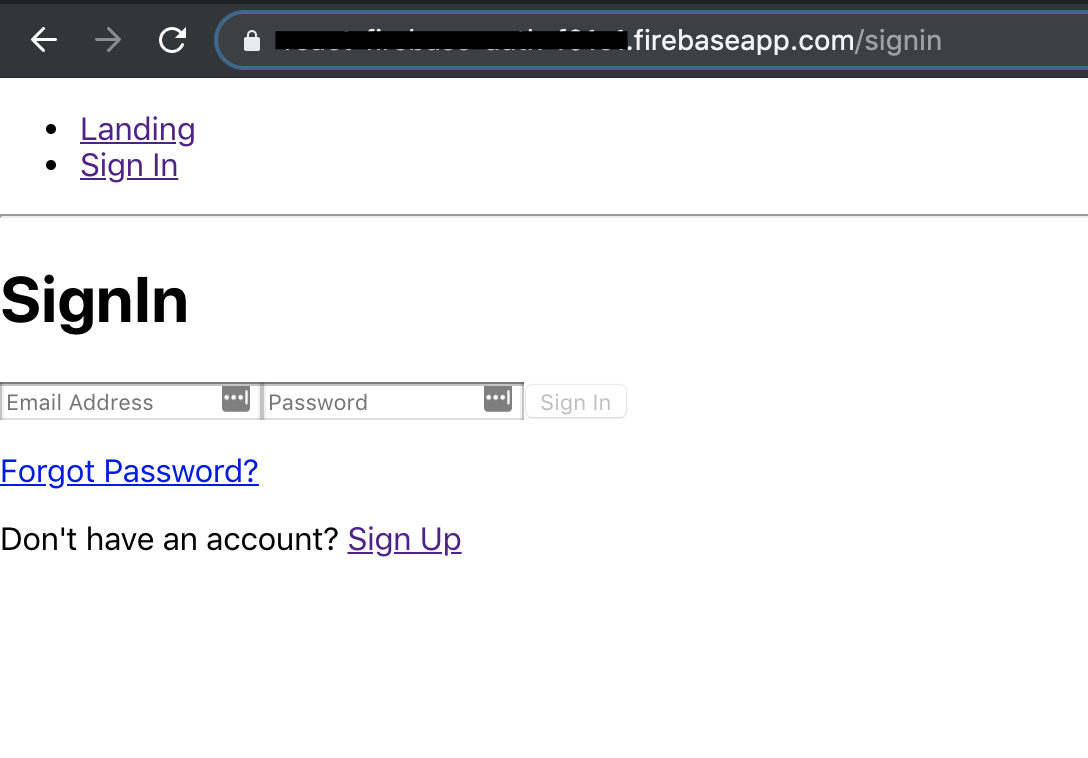 .firebaseapp.com/signin
Landing
Sign In
SignIn
Email Address Password Sign In
Forgot Password?
Don't have an account? Sign Up